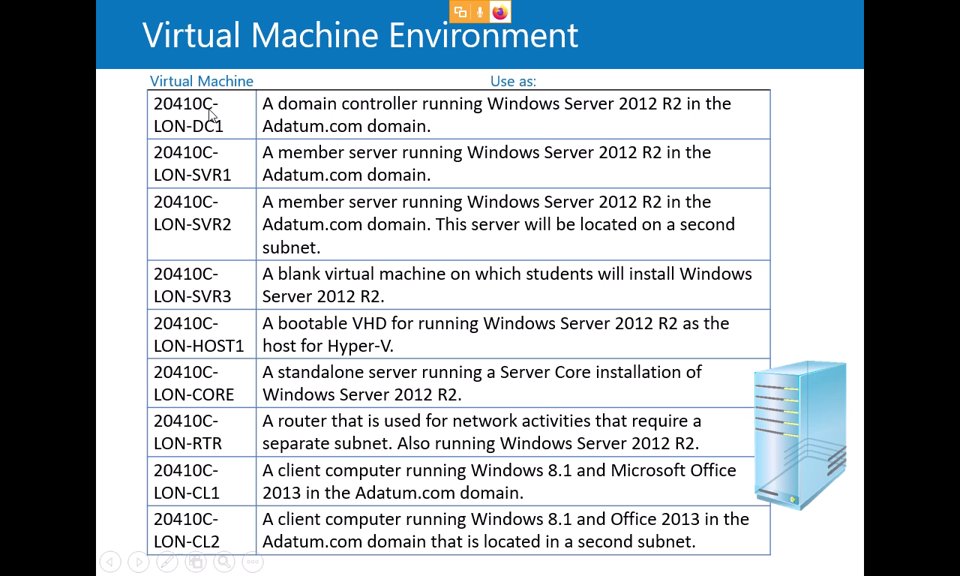 Virtual Machine Environment
Virtual Machine Use as:
20410C-
LON-DC1
A domain controller running Windows Server 2012 R2 in the
Adatum.com domain.
20410C-
LON-SVR1
A member server running Windows Server 2012 R2 in the
Adatum.com domain.
20410C-
LON-SVR2
A member server running Windows Server 2012 R2 in the
Adatum.com domain. This server will be located on a second
subnet.
20410C-
LON-SVR3
A blank virtual machine on which students will install Windows
Server 2012 R2.
20410C-
LON-HOST1
A bootable VHD for running Windows Server 2012 R2 as the
host for Hyper-V.
20410C-
LON-CORE
A standalone server running a Server Core installation of
Windows Server 2012 R2.
20410C-
LON-RTR
A router that is used for network activities that require a
separate subnet. Also running Windows Server 2012 R2.
20410C-
LON-CL1
A client computer running Windows 8.1 and Microsoft Office
2013 in the Adatum.com domain.
20410C-
LON-CL2
A client computer running Windows 8.1 and Office 2013 in the
Adatum.com domain that is located in a second subnet.